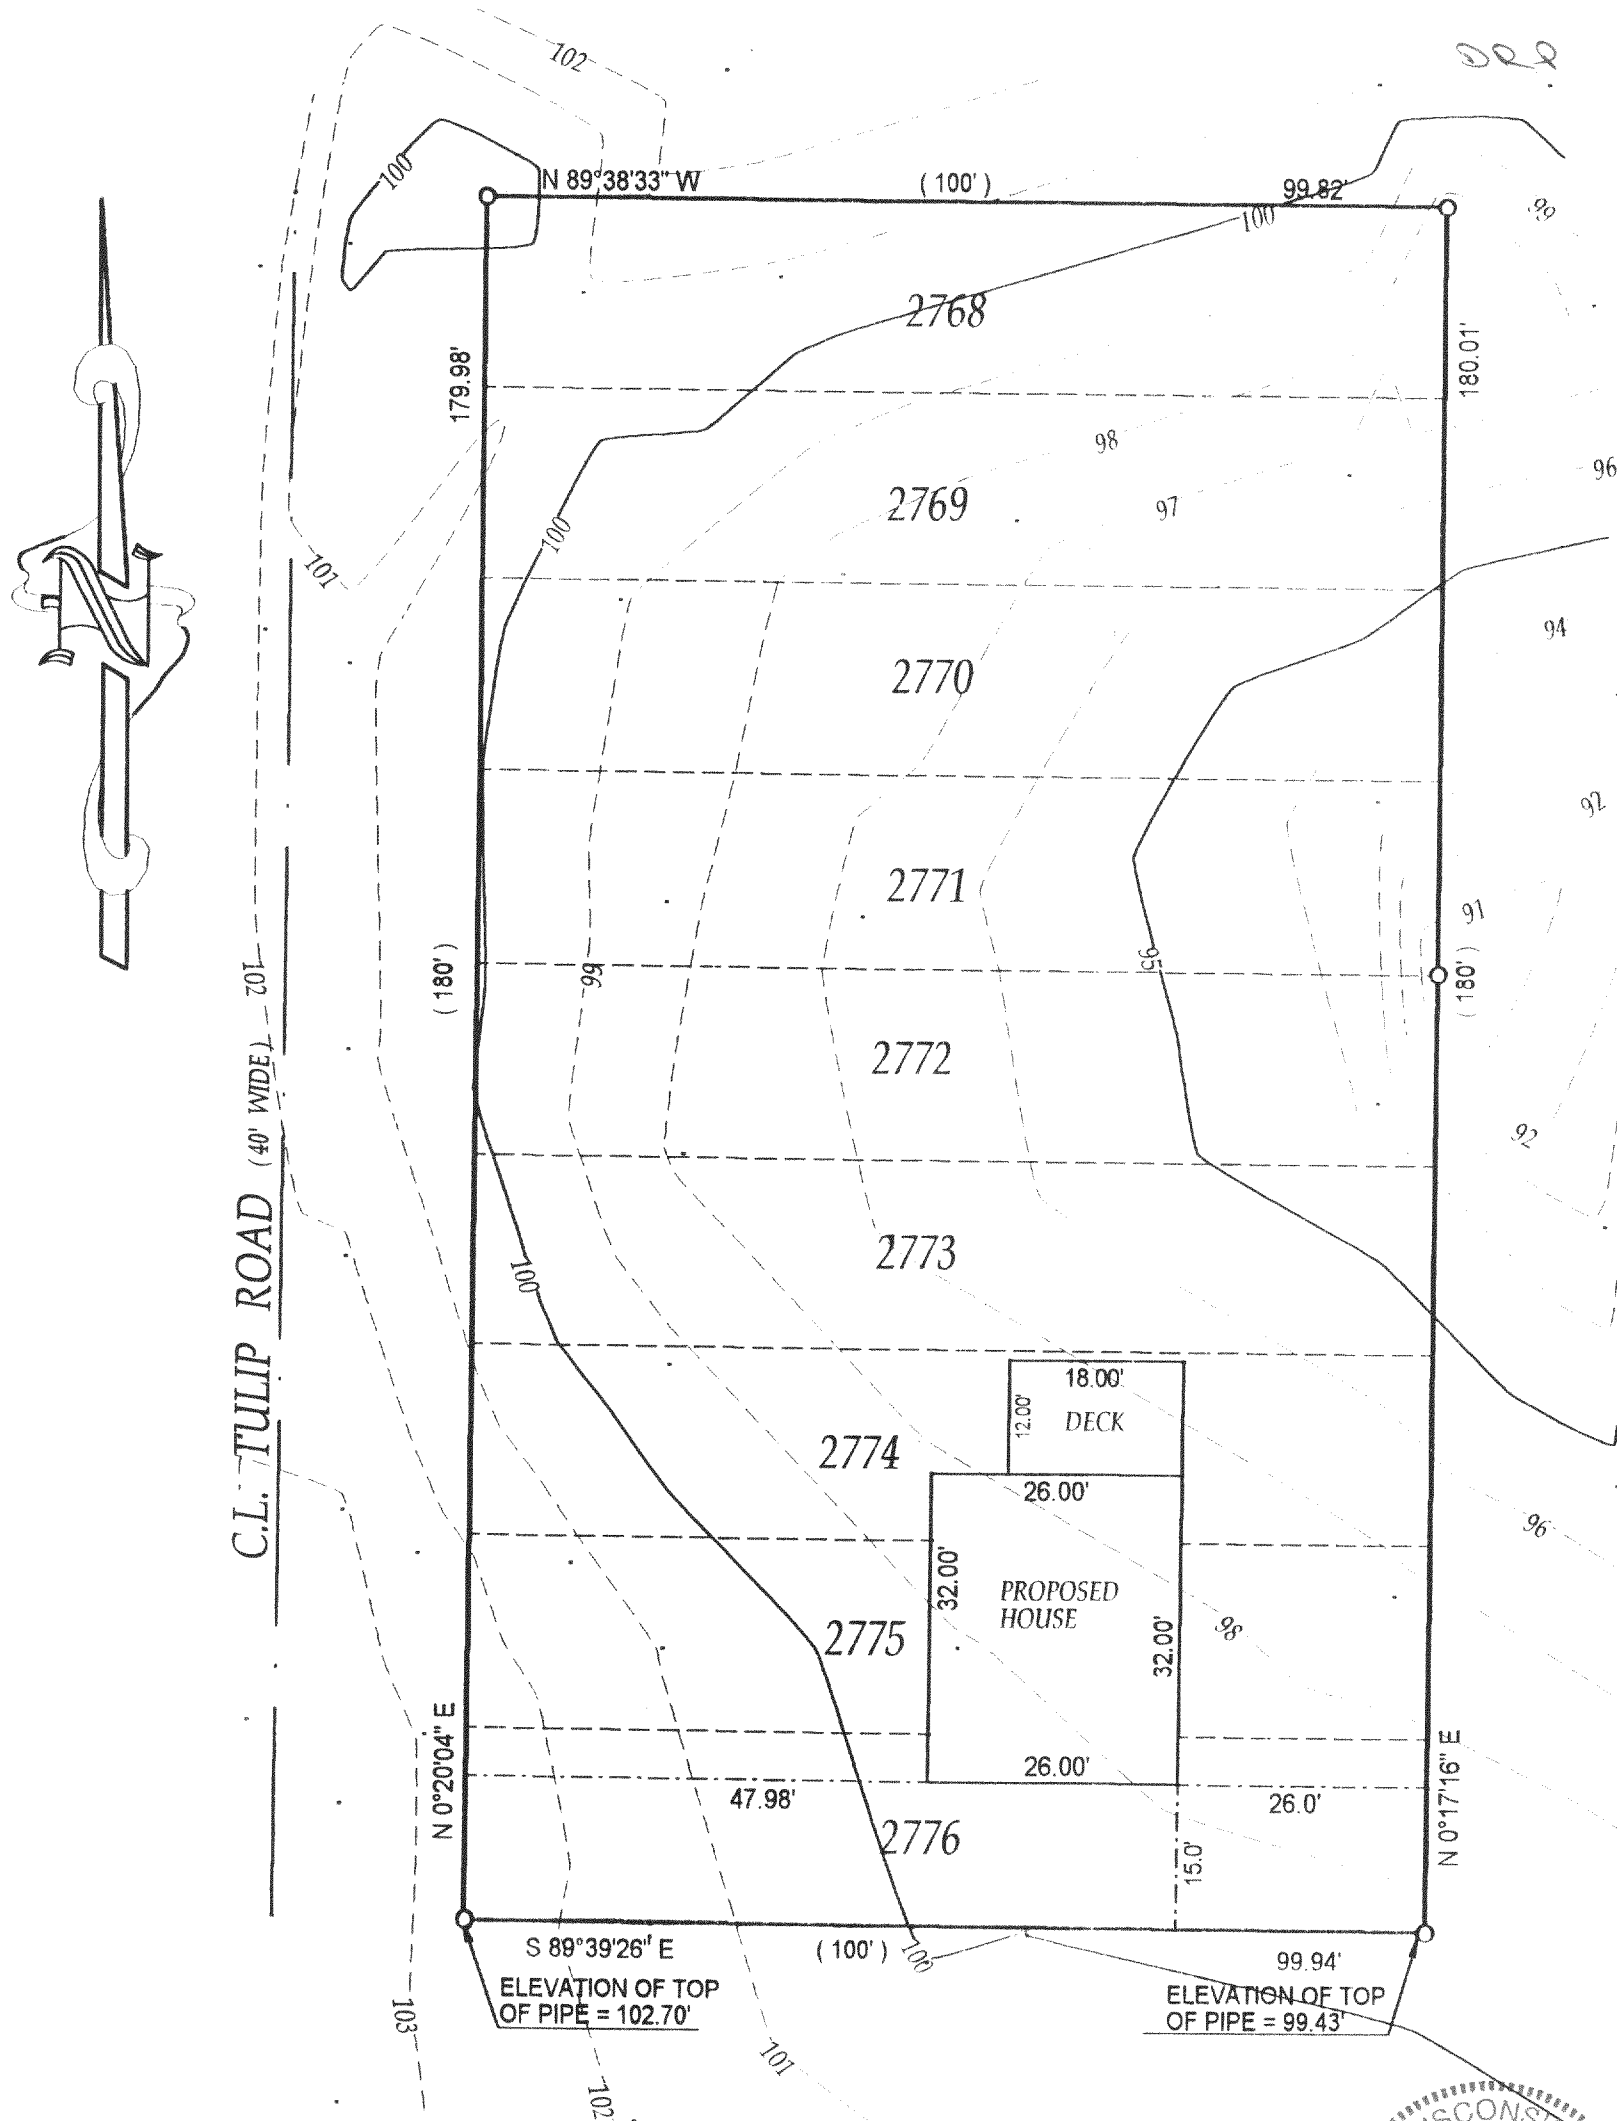 102
100
N 89°38'33" W
( 100' )
99.82'
100
99
2768
179.98'
180.01'
98
96
2769
97
100
101
94
2770
92
2771
91
( 180' )
99
95
( 180' )
102
C.L. TULIP ROAD (40' WIDE)
2772
92
2773
100
18.00'
12.00'
DECK
2774
26.00'
96
32.00'
PROPOSED
HOUSE
2775
98
32.00'
N 0°20'04" E
N 0°17'16" E
26.00'
47.98'
26.0'
2776
15.0'
S 89°39'26" E
( 100' )
100
99.94'
ELEVATION OF TOP
OF PIPE = 102.70'
ELEVATION OF TOP
OF PIPE = 99.43'
103
101
102